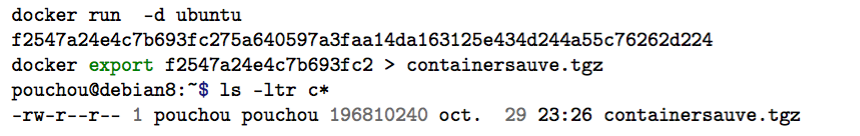 docker run  -d ubuntu
f2547a24e4c7b693fc275a640597a3faa14da163125e434d244a55c76262d224
docker export f2547a24e4c7b693fc2 > containersauve.tgz
pouchou@debian8:~$ ls -ltr c*
-rw-r--r-- 1 pouchou pouchou 196810240 oct.  29 23:26 containersauve.tgz